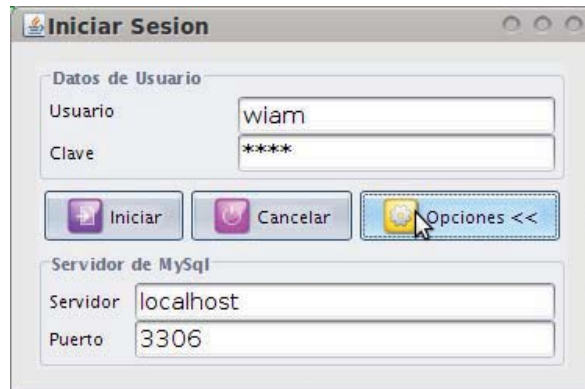 Iniciar Sesion
Datos de Usuario
Usuario wiam
Clave ****
Iniciar Cancelar Opciones <<
Servidor de MySql
Servidor localhost
Puerto 3306